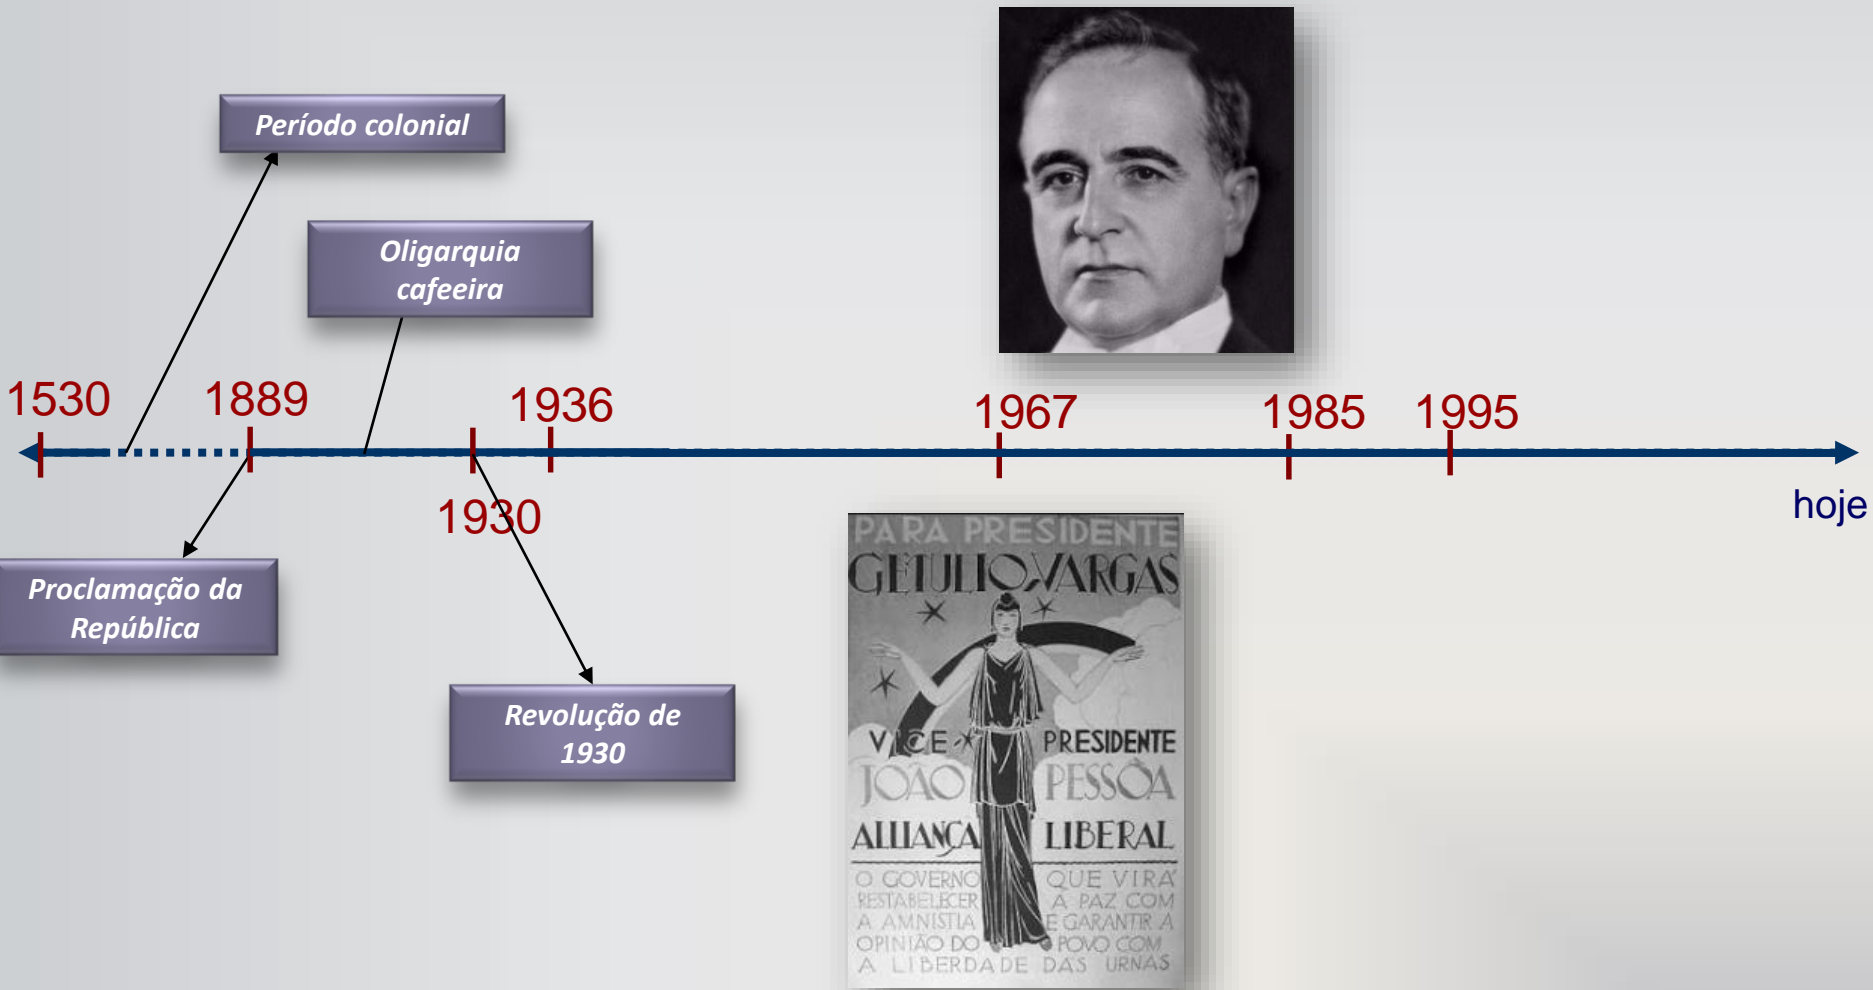 Período colonial
Oligarquia
cafeeira
1530
1889
1936
1967
1985
1995
1930
hoje
Proclamação da
República
Revolução de
1930
PARA PRESIDENTE
GETULIO VARGAS
VICE PRESIDENTE
JOÃO PESSÔA
ALLIANÇA LIBERAL
O GOVERNO QUE VIRÁ
RESTABELECER A PAZ COM
A AMNISTIA E GARANTIR A
OPINIÃO DO POVO COM
A LIBERDADE DAS URNAS